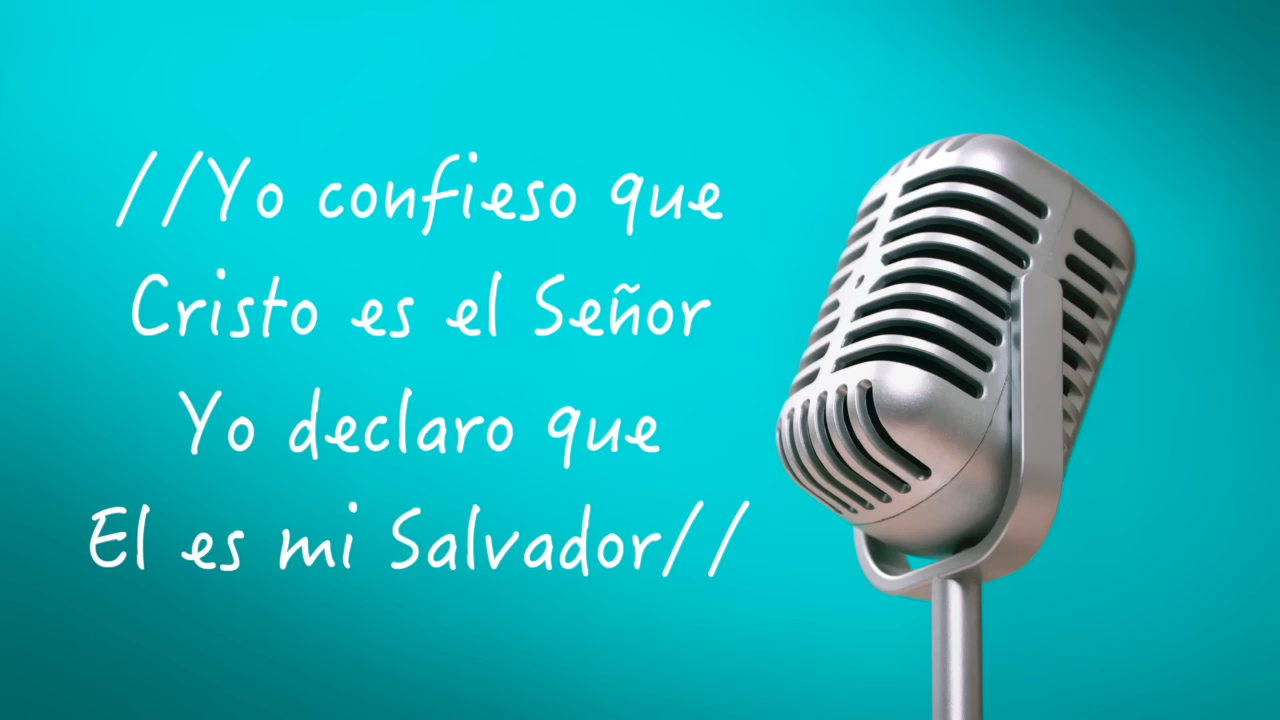 //Yo confieso que
Cristo es el Señor
Yo declaro que
El es mi Salvador//